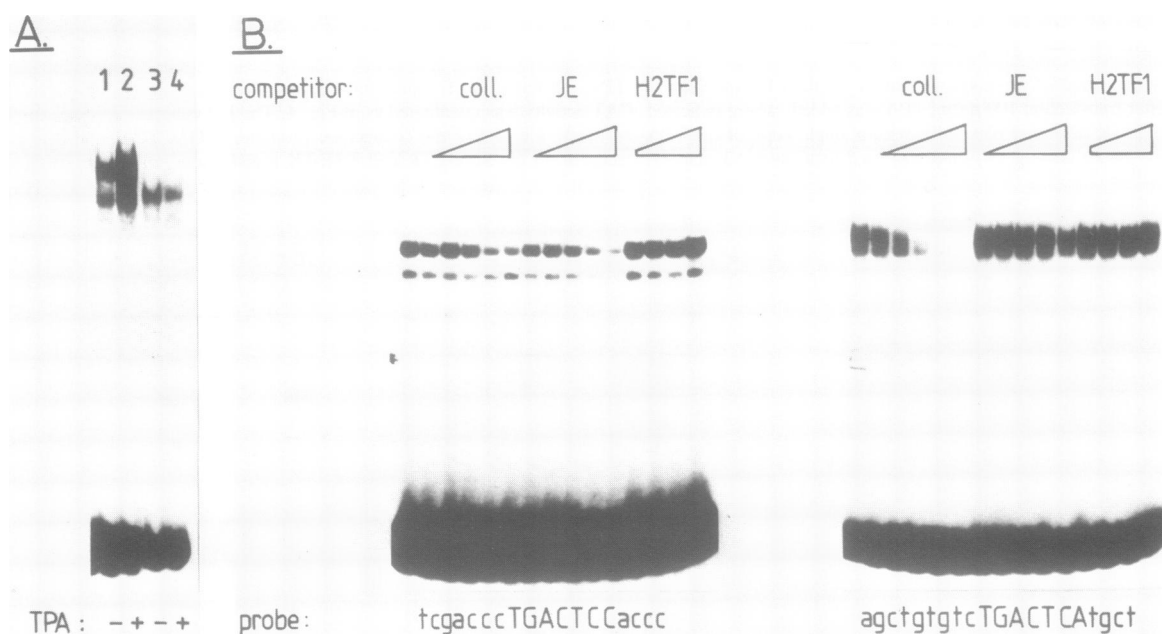 A. B.
1 2 3 4
competitor: coll. JE H2TF1 coll. JE H2TF1
TPA : - + - + probe: tcgacccTGACTCCaccc agctgtgtcTGACTCAtgct